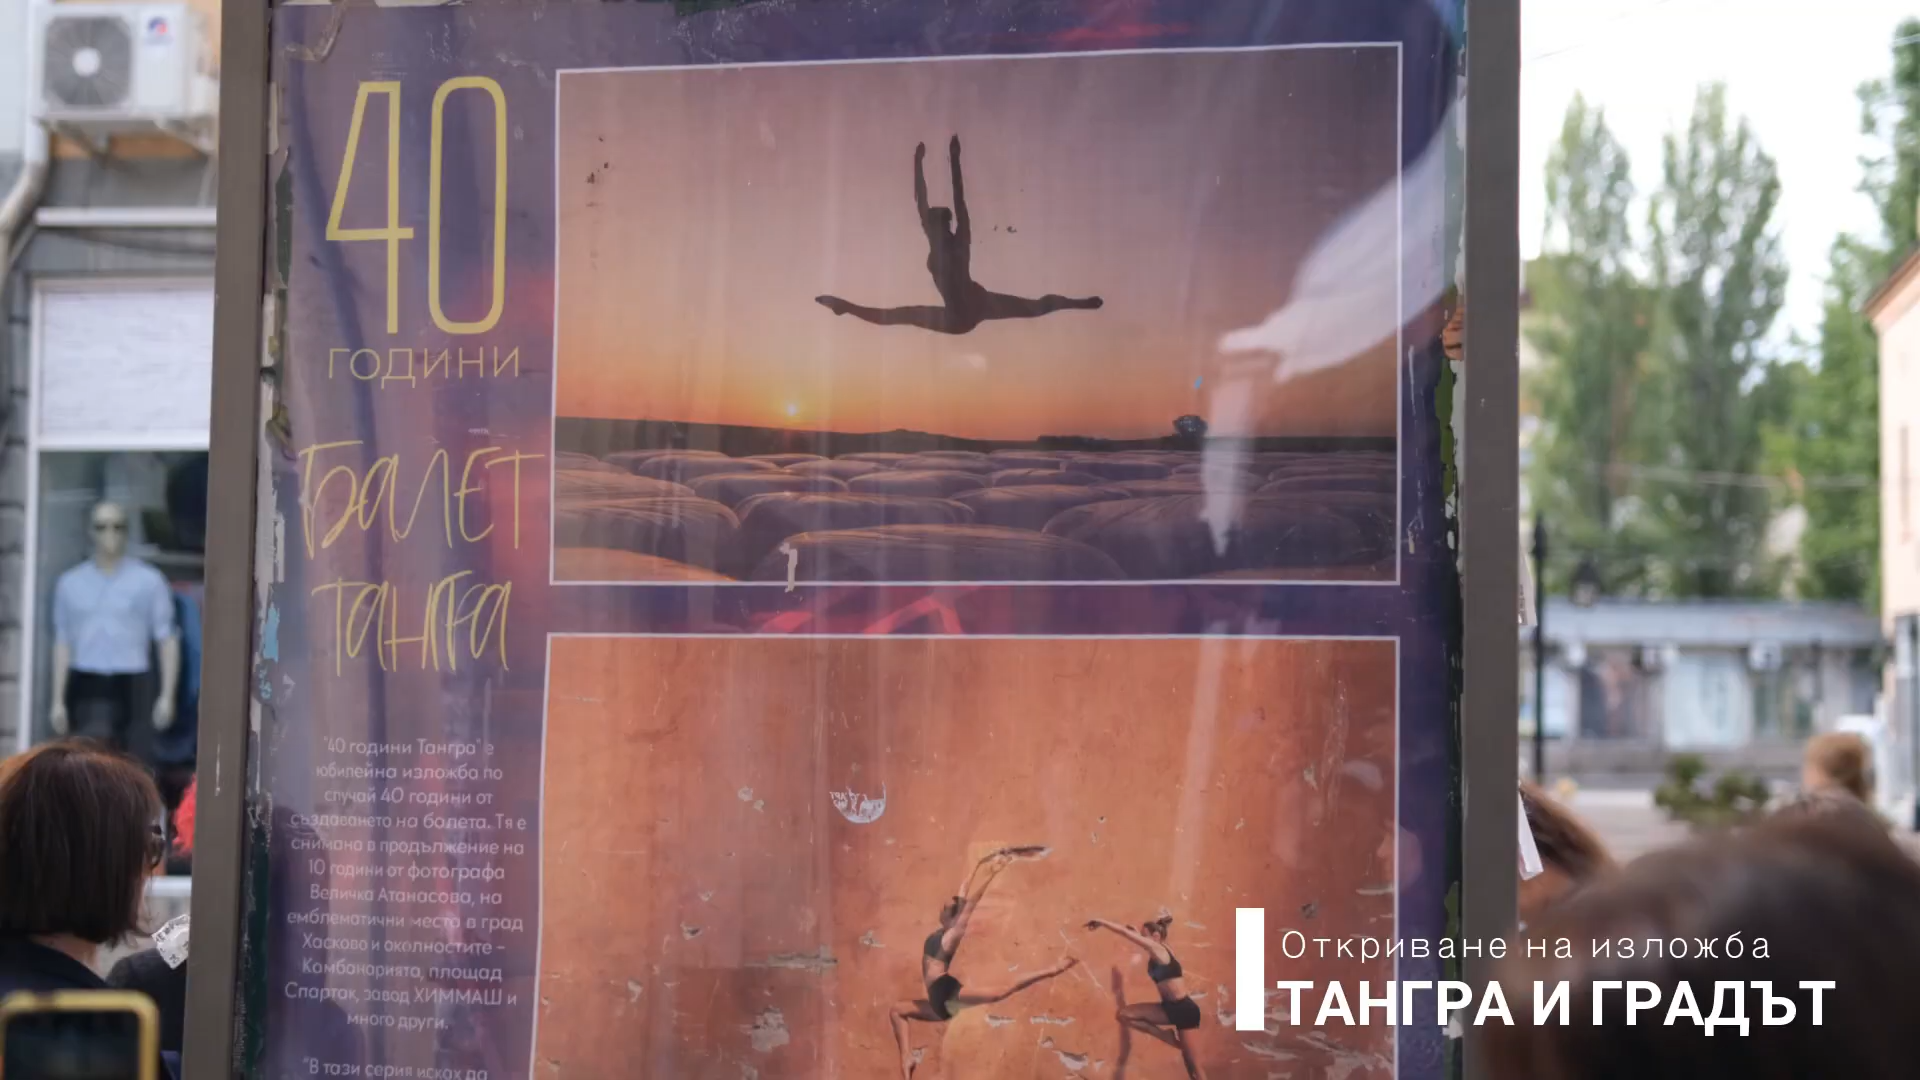 40
ГОДИНИ
БАЛЕТ
ТАНГРА
"40 години Тангра" е
юбилейна изложба по
случай 40 години от
създаването на балета. Тя е
снимана в продължение на
10 години от фотографа
Величка Атанасова, на
емблематични места в град
Хасково и околностите –
Камбанарията, площад
Спартак, завод ХИММАШ и
много други.
"В тази серия исках да
Откриване на изложба
ТАНГРА И ГРАДЪТ